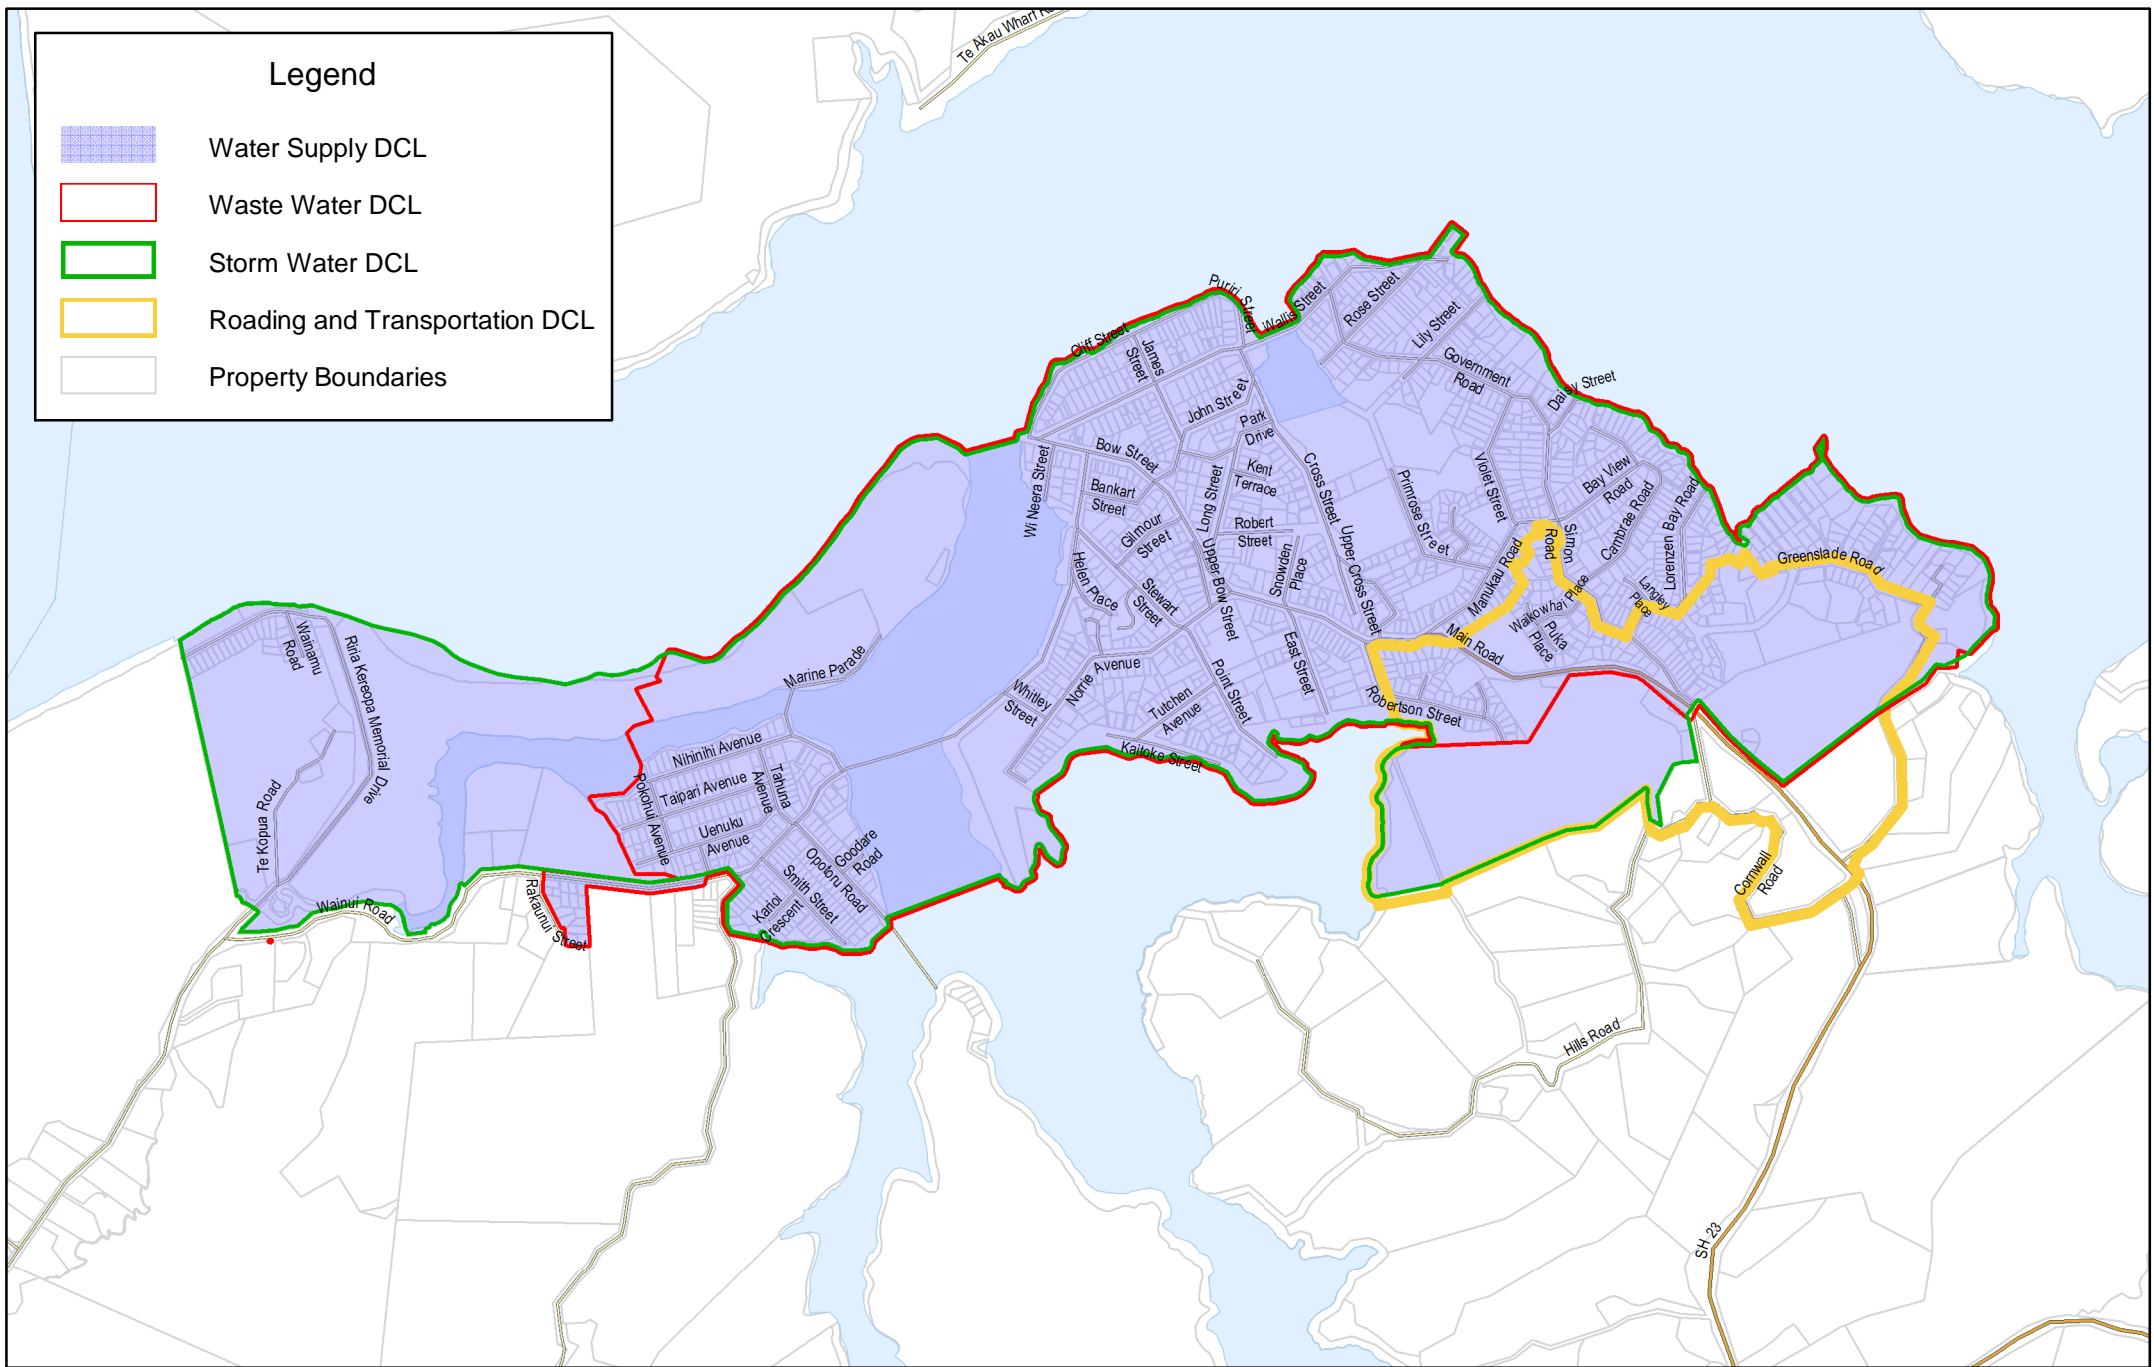 Legend
Water Supply DCL
Waste Water DCL
Storm Water DCL
Roading and Transportation DCL
Property Boundaries
Te Akau Wharf
Puriri Street
Wallis Street
Rose Street
Lily Street
Cliff Street
James
Street
Government
Road
Daisy Street
John Street
Park
Drive
Bow Street
Kent
Terrace
Cross Street
Violet Street
Bay View
Road
Wi Neera Street
Bankart
Street
Long Street
Primrose Street
Cambrae Road
Lorenzen Bay Road
Gilmour
Street
Robert
Street
Upper Cross Street
Manukau Road
Simon
Road
Greenslade Road
Helen Place
Stewart
Street
Upper Bow Street
Snowden
Place
Langley
Place
Waikowhai Place
Puka
Place
Main Road
Wainamu
Road
Riria Kereopa Memorial Drive
Marine Parade
Norrie Avenue
East Street
Whitley
Street
Tutchen
Avenue
Point Street
Robertson Street
Kaitoke Street
Nihinihi Avenue
Taipari Avenue
Tahuna
Avenue
Pokohui Avenue
Uenuku
Avenue
Te Kopua Road
Goodare
Road
Opotoru Road
Smith Street
Karioi
Crescent
Wainui Road
Rakaunui Street
Cornwall
Road
Hills Road
SH 23